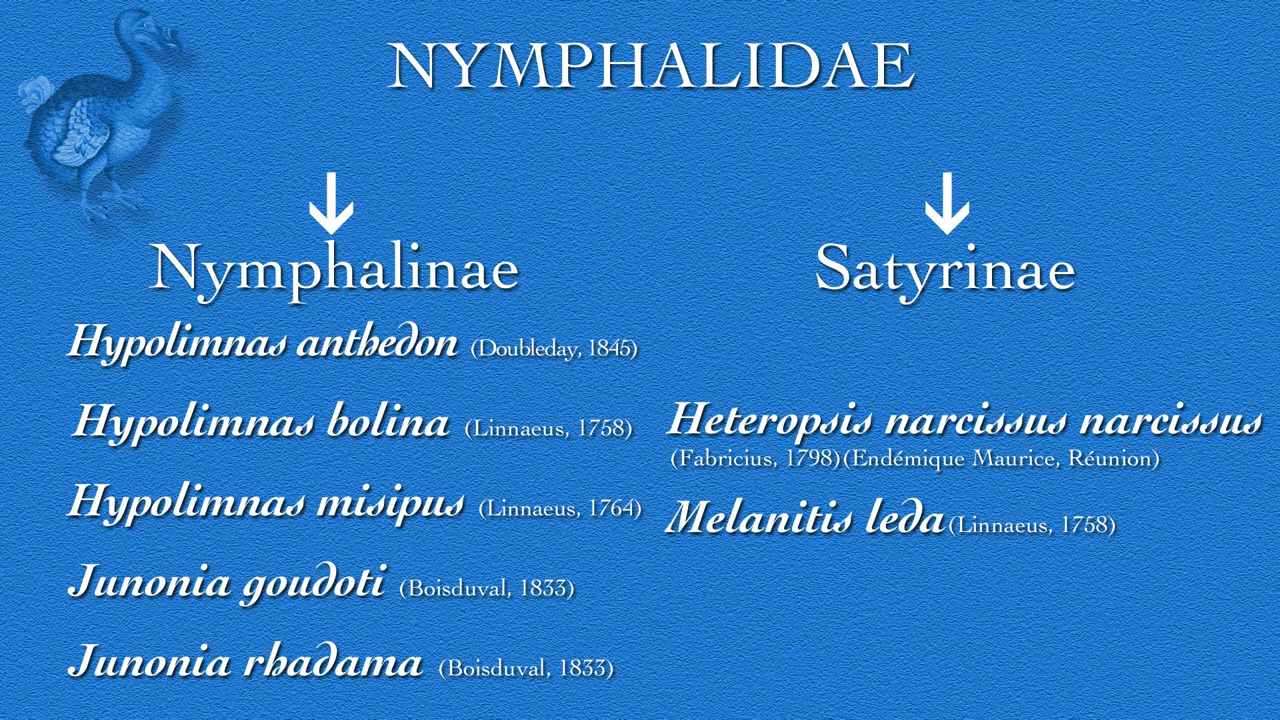 NYMPHALIDAE
Nymphalinae
Hypolimnas anthedon (Doubleday, 1845)
Hypolimnas bolina (Linnaeus, 1758)
Hypolimnas misipus (Linnaeus, 1764)
Junonia goudoti (Boisduval, 1833)
Junonia rhadama (Boisduval, 1833)
Satyrinae
Heteropsis narcissus narcissus
(Fabricius, 1798)(Endémique Maurice, Réunion)
Melanitis leda(Linnaeus, 1758)